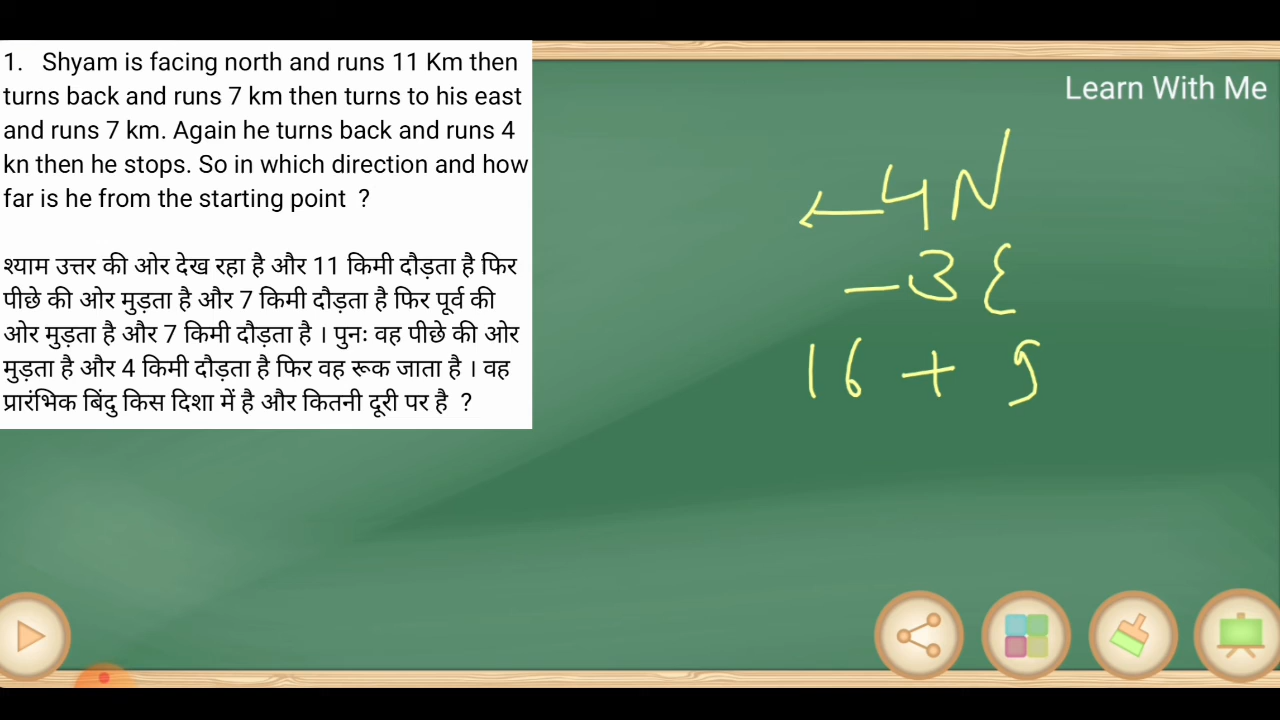 1. Shyam is facing north and runs 11 Km then
turns back and runs 7 km then turns to his east
and runs 7 km. Again he turns back and runs 4
kn then he stops. So in which direction and how
far is he from the starting point ?
श्याम उत्तर की ओर देख रहा है और 11 किमी दौड़ता है फिर
पीछे की ओर मुड़ता है और 7 किमी दौड़ता है फिर पूर्व की
ओर मुड़ता है और 7 किमी दौड़ता है । पुनः वह पीछे की ओर
मुड़ता है और 4 किमी दौड़ता है फिर वह रूक जाता है । वह
प्रारंभिक बिंदु किस दिशा में है और कितनी दूरी पर है ?
Learn With Me
←4N
–3E
16 + 9